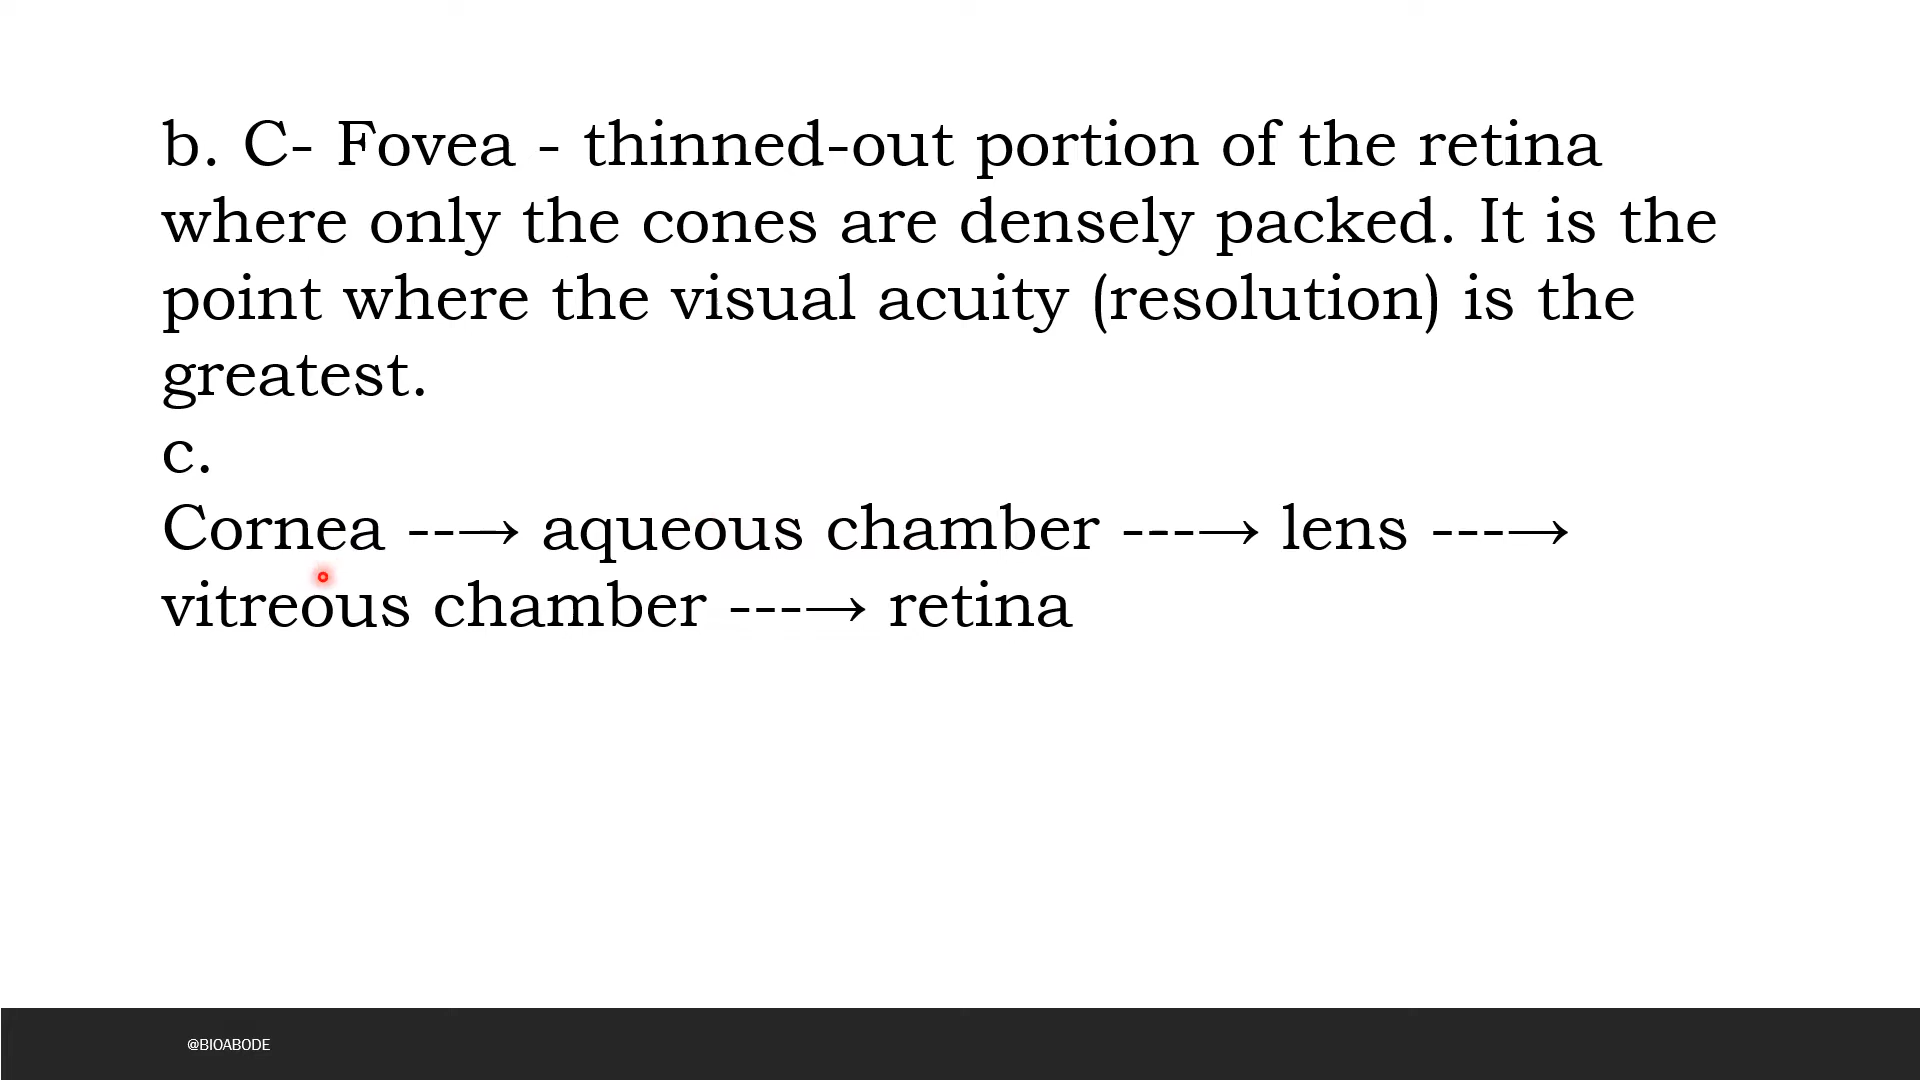 b. C- Fovea - thinned-out portion of the retina
where only the cones are densely packed. It is the
point where the visual acuity (resolution) is the
greatest.
c.
Cornea --→ aqueous chamber ---→ lens ---→
vitreous chamber ---→ retina
@BIOABODE